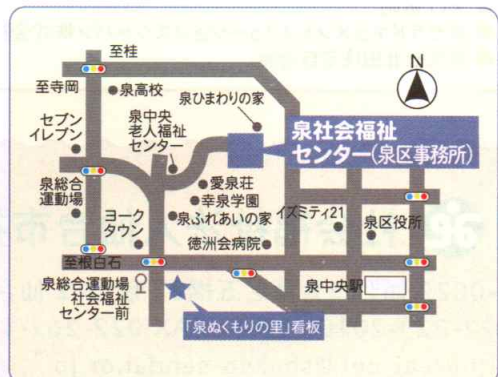 至桂
N
至寺岡
泉高校
泉ひまわりの家
セブン
イレブン
泉中央
老人福祉
センター
泉社会福祉
センター(泉区事務所)
泉総合
運動場
愛泉荘
幸泉学園
泉ふれあいの家
ヨーク
タウン
イズミティ21
泉区役所
徳洲会病院
至根白石
泉総合運動場
社会福祉
センター前
泉中央駅
「泉ぬくもりの里」看板